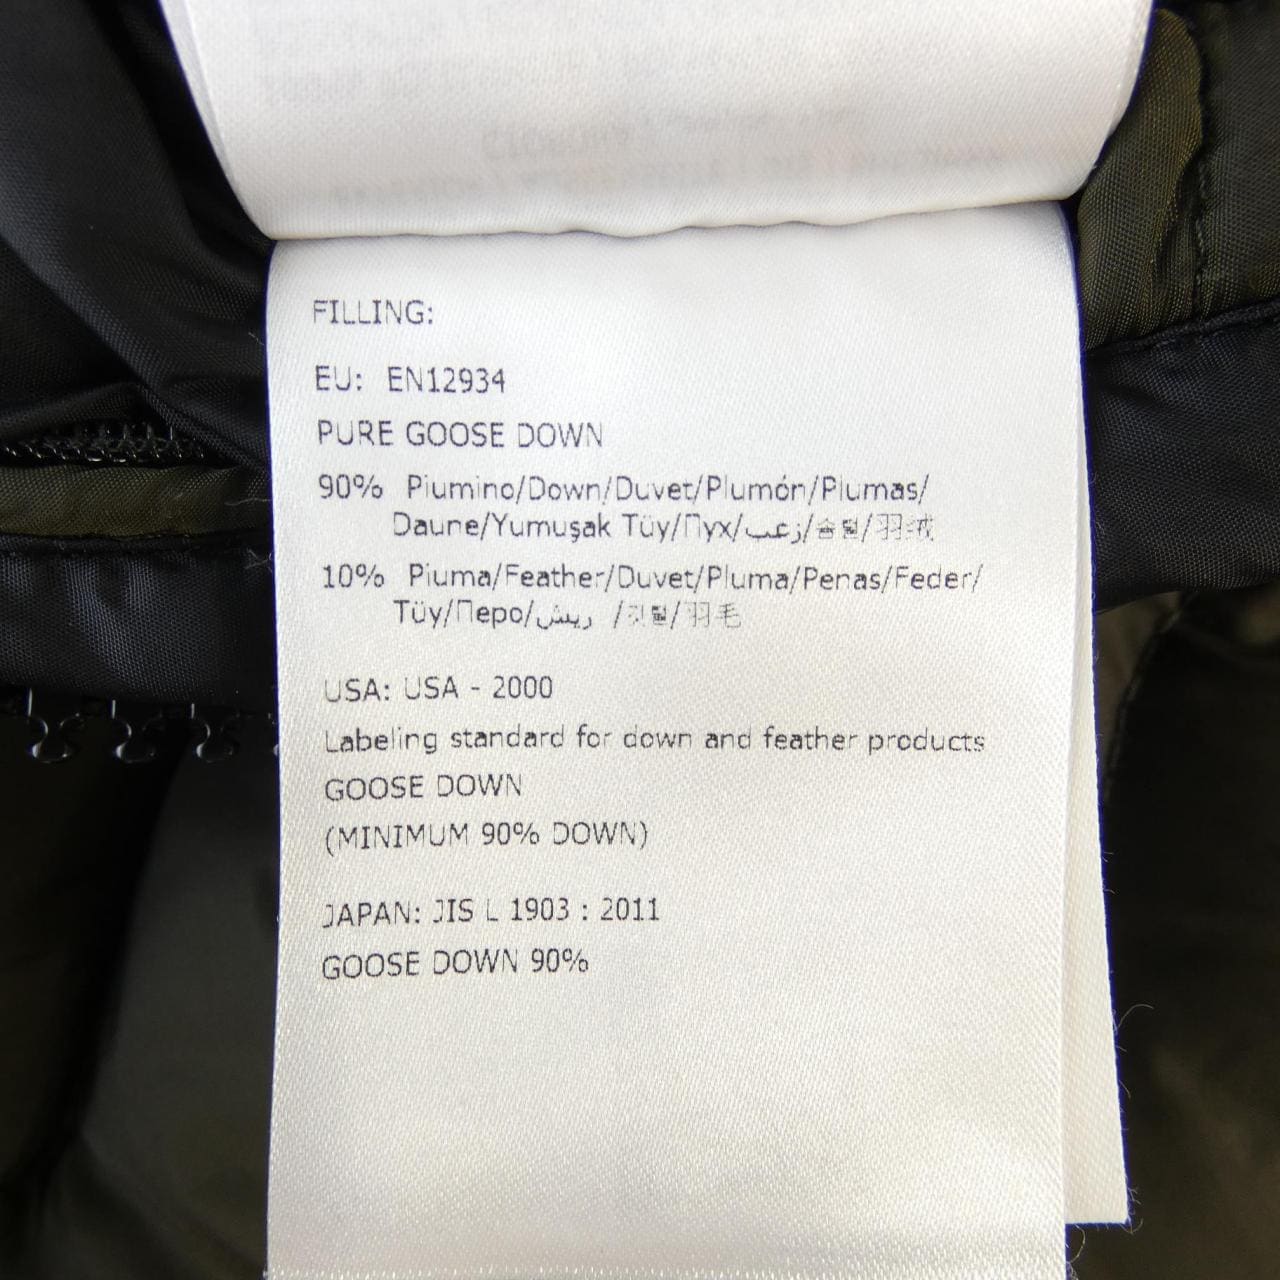 FILLING:
EU: EN12934
PURE GOOSE DOWN
90% Piumino/Down/Duvet/Plumón/Plumas/
Daune/Yumuşak Tüy/Пух/زغب/솜털/羽绒
10% Piuma/Feather/Duvet/Pluma/Penas/Feder/
Tüy/Перо/ريش /깃털/羽毛
USA: USA - 2000
Labeling standard for down and feather products
GOOSE DOWN
(MINIMUM 90% DOWN)
JAPAN: JIS L 1903 : 2011
GOOSE DOWN 90%